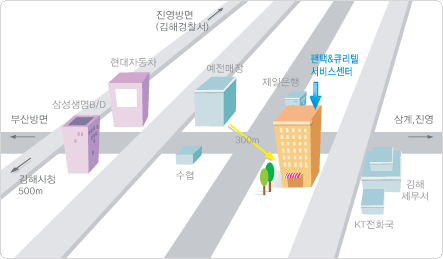 진영방면
(김해경찰서)
현대자동차
예전매장
팬택&큐리텔
서비스센터
제일은행
삼성생명B/D
부산방면
삼계,진영
300m
수협
김해시청
500m
김해
세무서
KT전화국